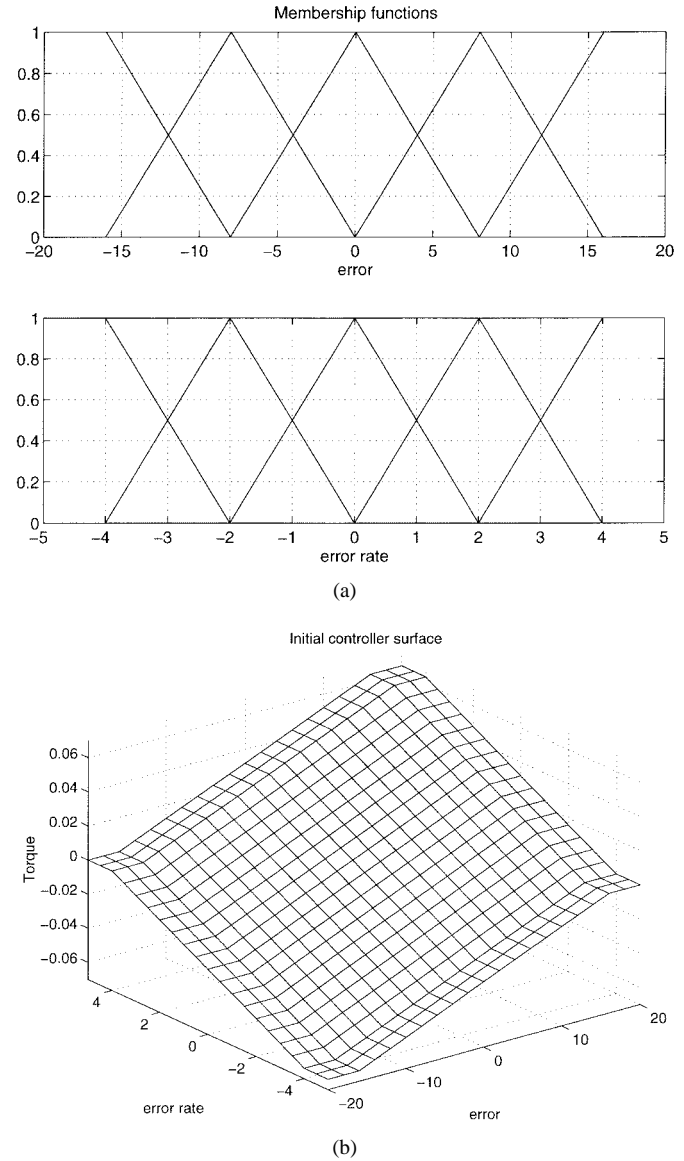 Membership functions
1
0.8
0.6
0.4
0.2
0
−20 −15 −10 −5 0 5 10 15 20
error
1
0.8
0.6
0.4
0.2
0
−5 −4 −3 −2 −1 0 1 2 3 4 5
error rate
(a)
Initial controller surface
0.06
0.04
0.02
0
−0.02
−0.04
−0.06
Torque
4
2
0
−2
−4
error rate
−20
−10
0
10
20
error
(b)